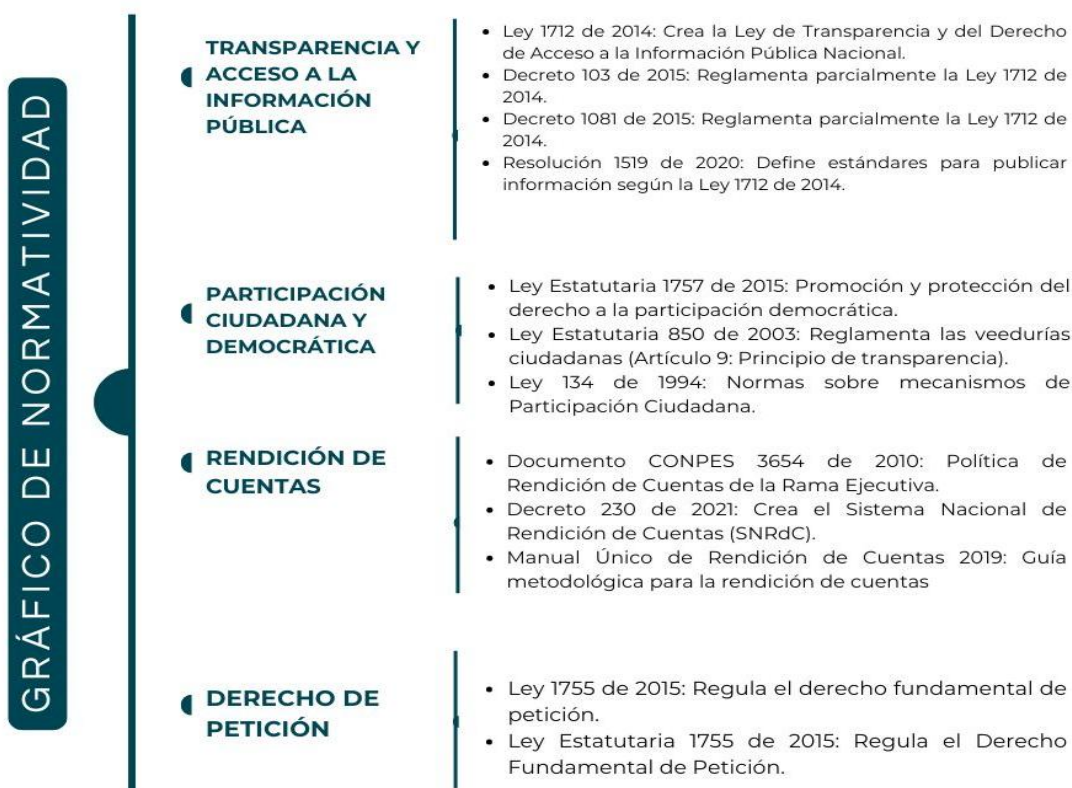 GRÁFICO DE NORMATIVIDAD
TRANSPARENCIA Y
ACCESO A LA
INFORMACIÓN
PÚBLICA
• Ley 1712 de 2014: Crea la Ley de Transparencia y del Derecho
de Acceso a la Información Pública Nacional.
• Decreto 103 de 2015: Reglamenta parcialmente la Ley 1712 de
2014.
• Decreto 1081 de 2015: Reglamenta parcialmente la Ley 1712 de
2014.
• Resolución 1519 de 2020: Define estándares para publicar
información según la Ley 1712 de 2014.
PARTICIPACIÓN
CIUDADANA Y
DEMOCRÁTICA
• Ley Estatutaria 1757 de 2015: Promoción y protección del
derecho a la participación democrática.
• Ley Estatutaria 850 de 2003: Reglamenta las veedurías
ciudadanas (Artículo 9: Principio de transparencia).
• Ley 134 de 1994: Normas sobre mecanismos de
Participación Ciudadana.
RENDICIÓN DE
CUENTAS
• Documento CONPES 3654 de 2010: Política de
Rendición de Cuentas de la Rama Ejecutiva.
• Decreto 230 de 2021: Crea el Sistema Nacional de
Rendición de Cuentas (SNRdC).
• Manual Único de Rendición de Cuentas 2019: Guía
metodológica para la rendición de cuentas
DERECHO DE
PETICIÓN
• Ley 1755 de 2015: Regula el derecho fundamental de
petición.
• Ley Estatutaria 1755 de 2015: Regula el Derecho
Fundamental de Petición.